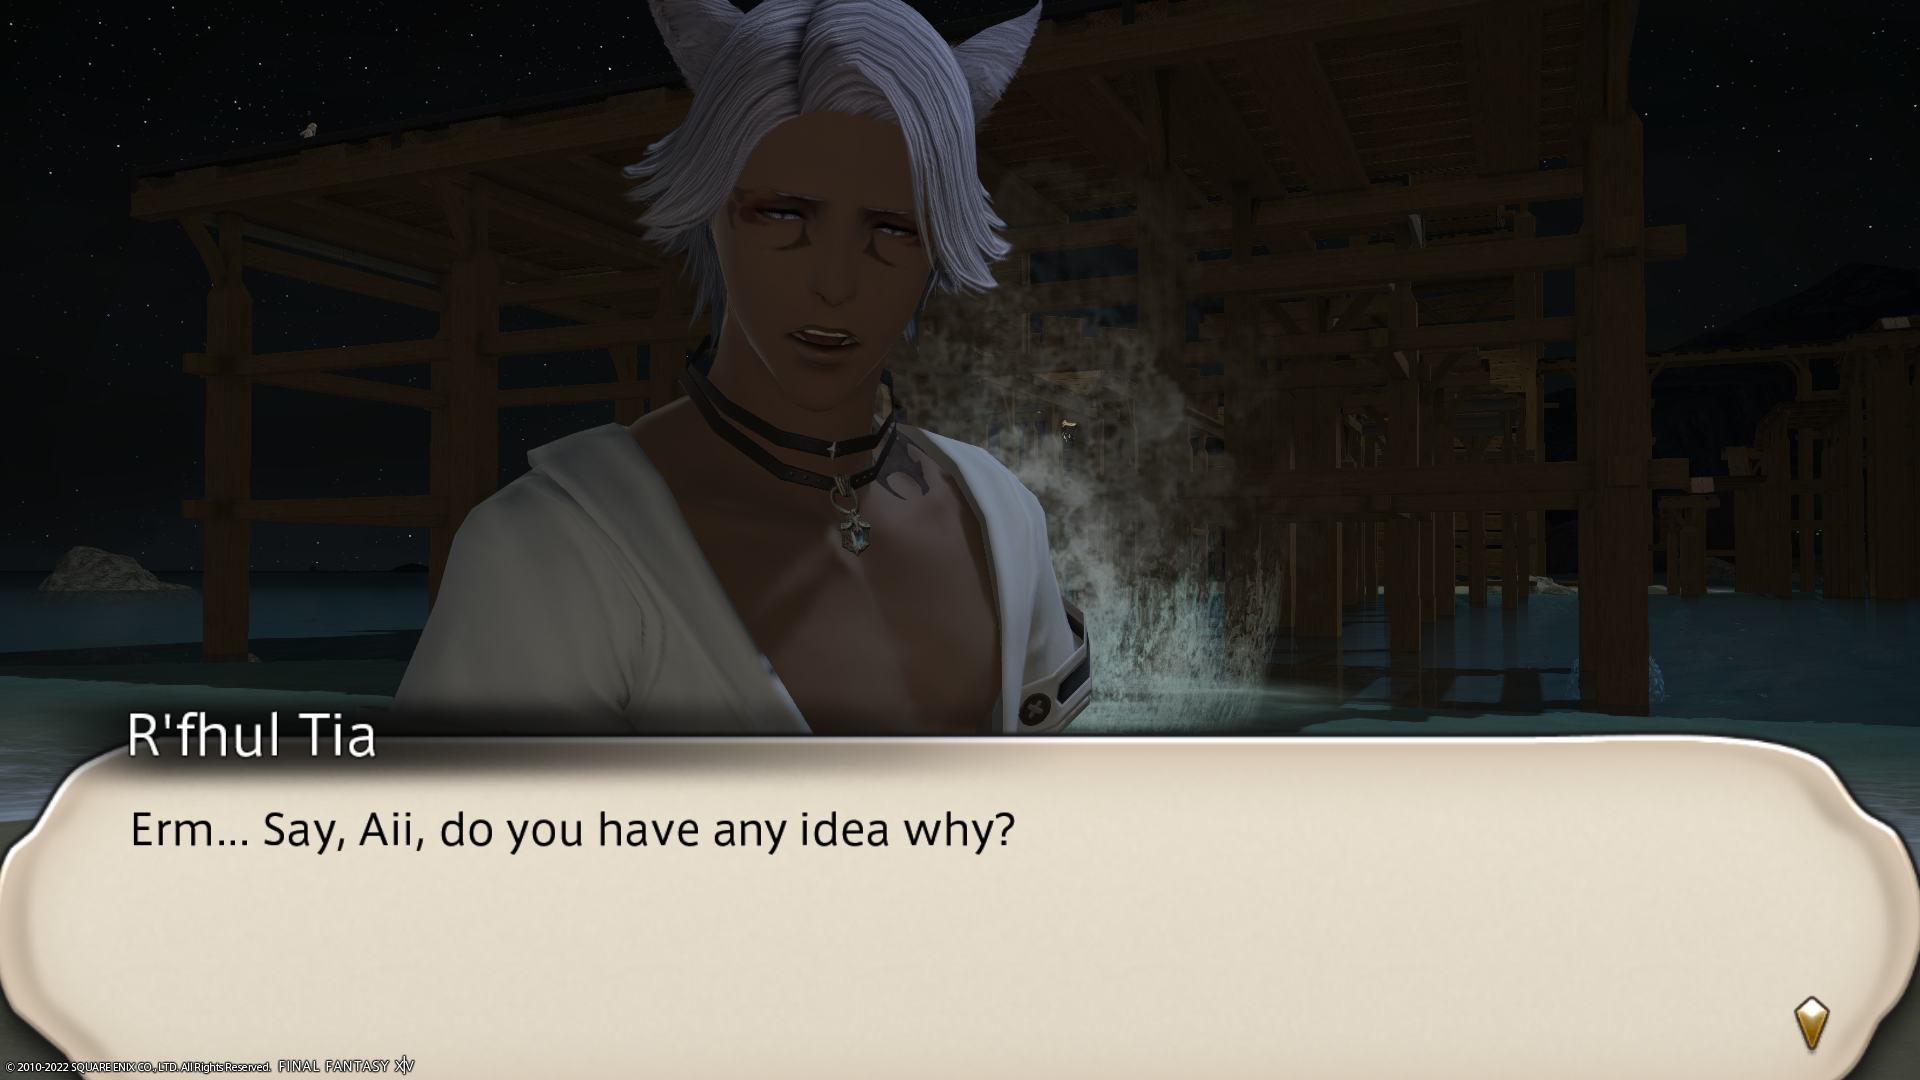 R'fhul Tia
Erm... Say, Aii, do you have any idea why?
© 2010-2022 SQUARE ENIX CO., LTD. All Rights Reserved. FINAL FANTASY XIV